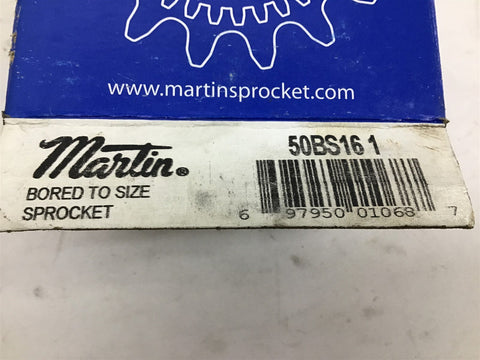 www.martinsprocket.com
Martin®
BORED TO SIZE
SPROCKET
50BS16 1
6 97950 01068 7